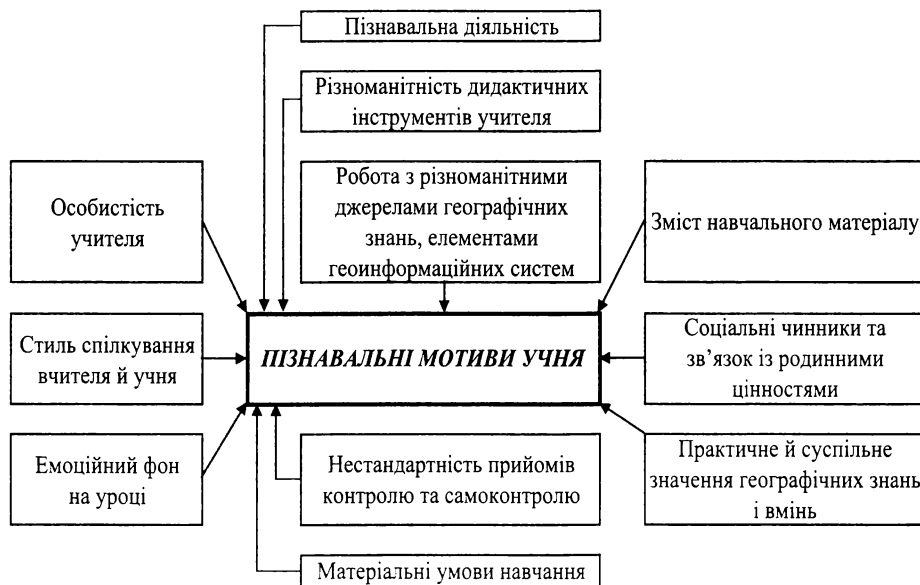 Пізнавальна діяльність
Різноманітність дидактичних
інструментів учителя
Особистість
учителя
Робота з різноманітними
джерелами географічних
знань, елементами
геоинформаційних систем
Зміст навчального матеріалу
Стиль спілкування
вчителя й учня
ПІЗНАВАЛЬНІ МОТИВИ УЧНЯ
Соціальні чинники та
зв’язок із родинними
цінностями
Емоційний фон
на уроці
Нестандартність прийомів
контролю та самоконтролю
Практичне й суспільне
значення географічних знань
і вмінь
Матеріальні умови навчання